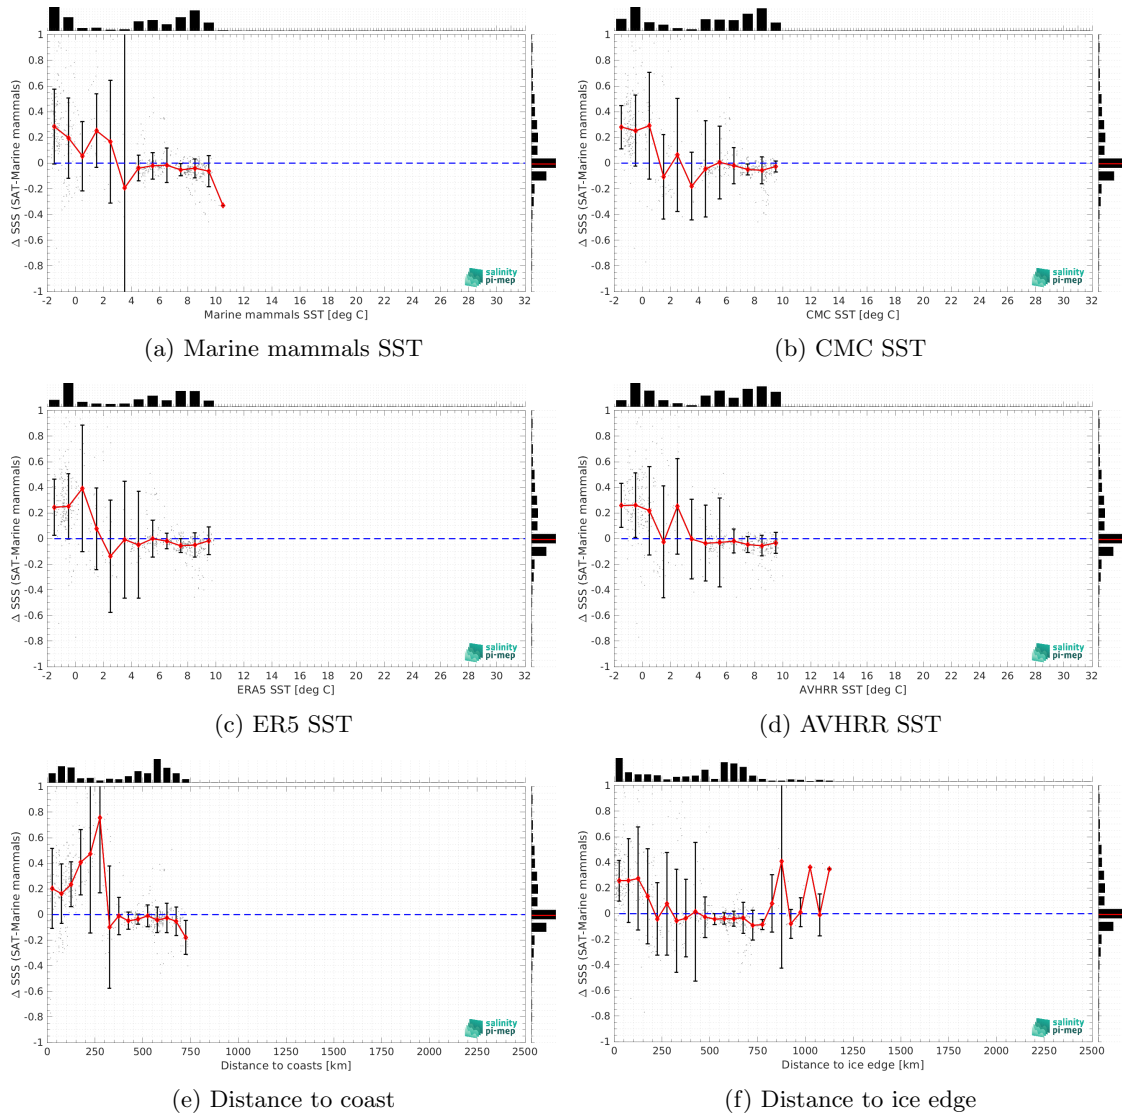 1
0.8
0.6
0.4
0.2
0
-0.2
-0.4
-0.6
-0.8
-1
Δ SSS (SAT-Marine mammals)
salinity
pi-mep
-2 0 2 4 6 8 10 12 14 16 18 20 22 24 26 28 30 32
Marine mammals SST [deg C]
(a) Marine mammals SST
1
0.8
0.6
0.4
0.2
0
-0.2
-0.4
-0.6
-0.8
-1
Δ SSS (SAT-Marine mammals)
salinity
pi-mep
-2 0 2 4 6 8 10 12 14 16 18 20 22 24 26 28 30 32
CMC SST [deg C]
(b) CMC SST
1
0.8
0.6
0.4
0.2
0
-0.2
-0.4
-0.6
-0.8
-1
Δ SSS (SAT-Marine mammals)
salinity
pi-mep
-2 0 2 4 6 8 10 12 14 16 18 20 22 24 26 28 30 32
ERA5 SST [deg C]
(c) ER5 SST
1
0.8
0.6
0.4
0.2
0
-0.2
-0.4
-0.6
-0.8
-1
Δ SSS (SAT-Marine mammals)
salinity
pi-mep
-2 0 2 4 6 8 10 12 14 16 18 20 22 24 26 28 30 32
AVHRR SST [deg C]
(d) AVHRR SST
1
0.8
0.6
0.4
0.2
0
-0.2
-0.4
-0.6
-0.8
-1
Δ SSS (SAT-Marine mammals)
salinity
pi-mep
0 250 500 750 1000 1250 1500 1750 2000 2250 2500
Distance to coasts [km]
(e) Distance to coast
1
0.8
0.6
0.4
0.2
0
-0.2
-0.4
-0.6
-0.8
-1
Δ SSS (SAT-Marine mammals)
salinity
pi-mep
0 250 500 750 1000 1250 1500 1750 2000 2250 2500
Distance to ice edge [km]
(f) Distance to ice edge